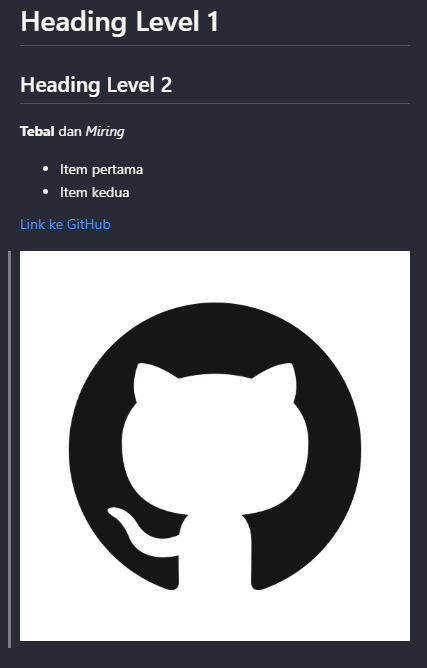 Heading Level 1
Heading Level 2
Tebal dan Miring
Item pertama
Item kedua
Link ke GitHub